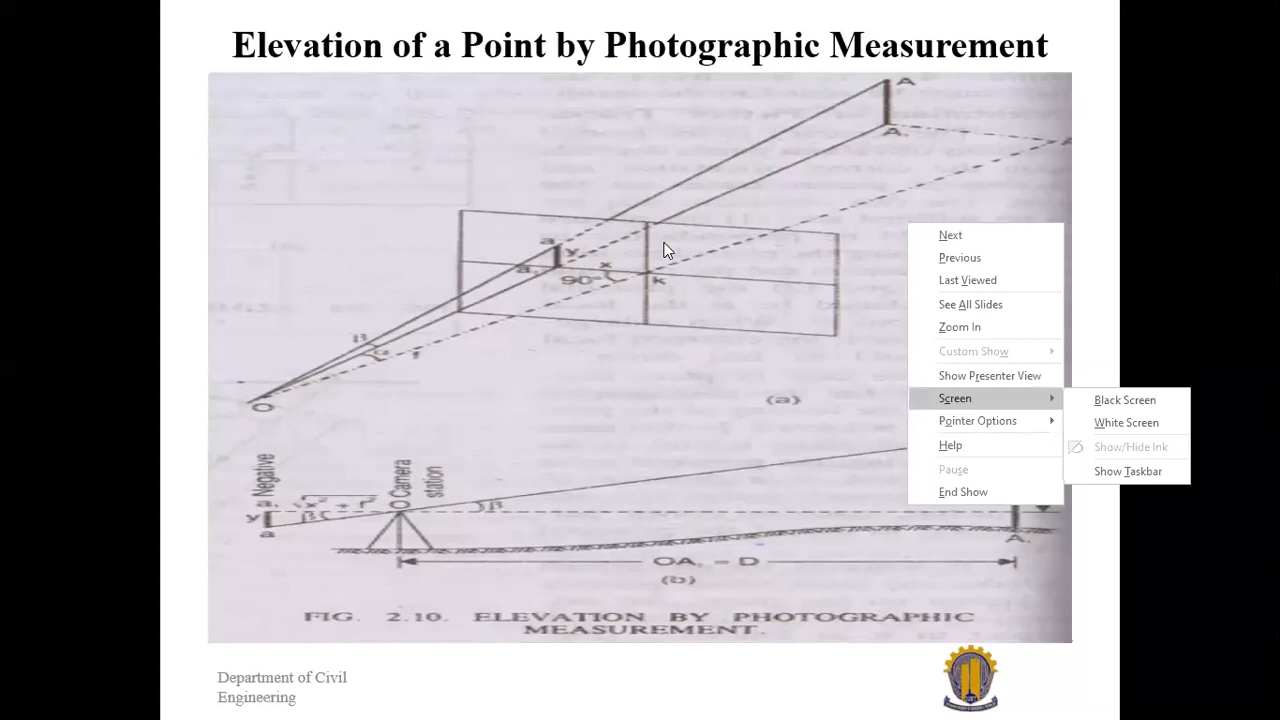 Elevation of a Point by Photographic Measurement
A
A
A
a
y
x
a.
90°
k
β
α
f
O
(a)
Next
Previous
Last Viewed
See All Slides
Zoom In
Custom Show
Show Presenter View
Screen
Pointer Options
Help
Pause
End Show
Black Screen
White Screen
Show/Hide Ink
Show Taskbar
a. Negative
√x² + f²
O Camera
station
y
β
β
a
A.
OA. = D
(b)
FIG. 2.10. ELEVATION BY PHOTOGRAPHIC
MEASUREMENT.
Department of Civil
Engineering